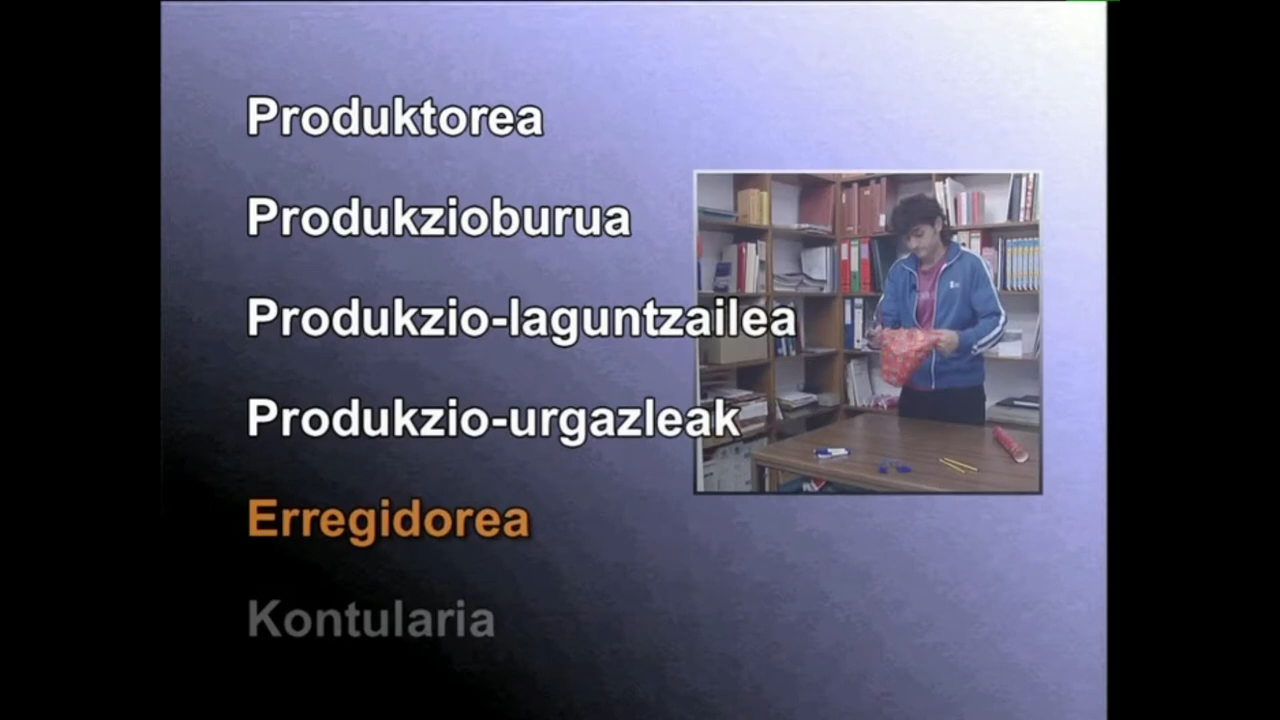 Produktorea
Produkzioburua
Produkzio-laguntzailea
Produkzio-urgazleak
Erregidorea
Kontularia